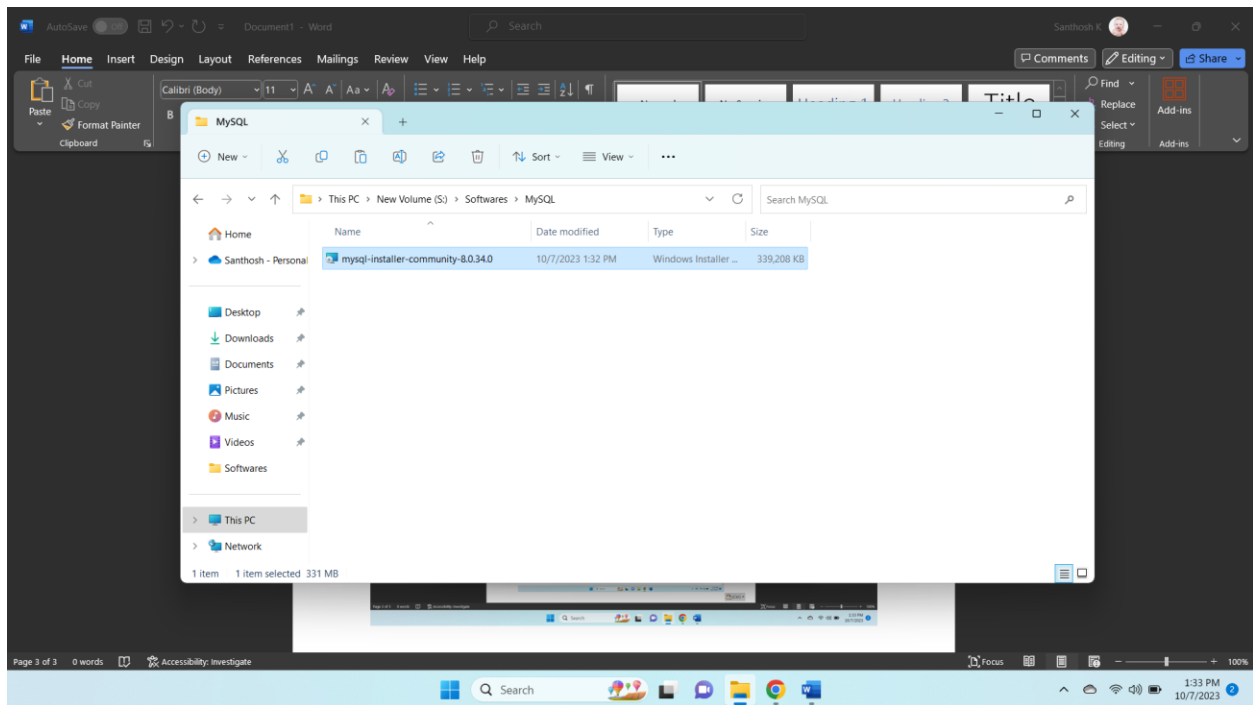 AutoSave Off Document1 - Word Search Santhosh K
File Home Insert Design Layout References Mailings Review View Help Comments Editing Share
Paste Cut Copy Format Painter Clipboard
Calibri (Body) 11 A A Aa A
B
Title
Find Replace Select Editing
Add-ins Add-ins
MySQL
New Sort View
This PC > New Volume (S:) > Softwares > MySQL Search MySQL
Name Date modified Type Size
mysql-installer-community-8.0.34.0 10/7/2023 1:32 PM Windows Installer ... 339,208 KB
Home
Santhosh - Personal
Desktop
Downloads
Documents
Pictures
Music
Videos
Softwares
This PC
Network
1 item 1 item selected 331 MB
Page 3 of 3 0 words Accessibility: Investigate Focus 100%
Search
1:33 PM
10/7/2023 2